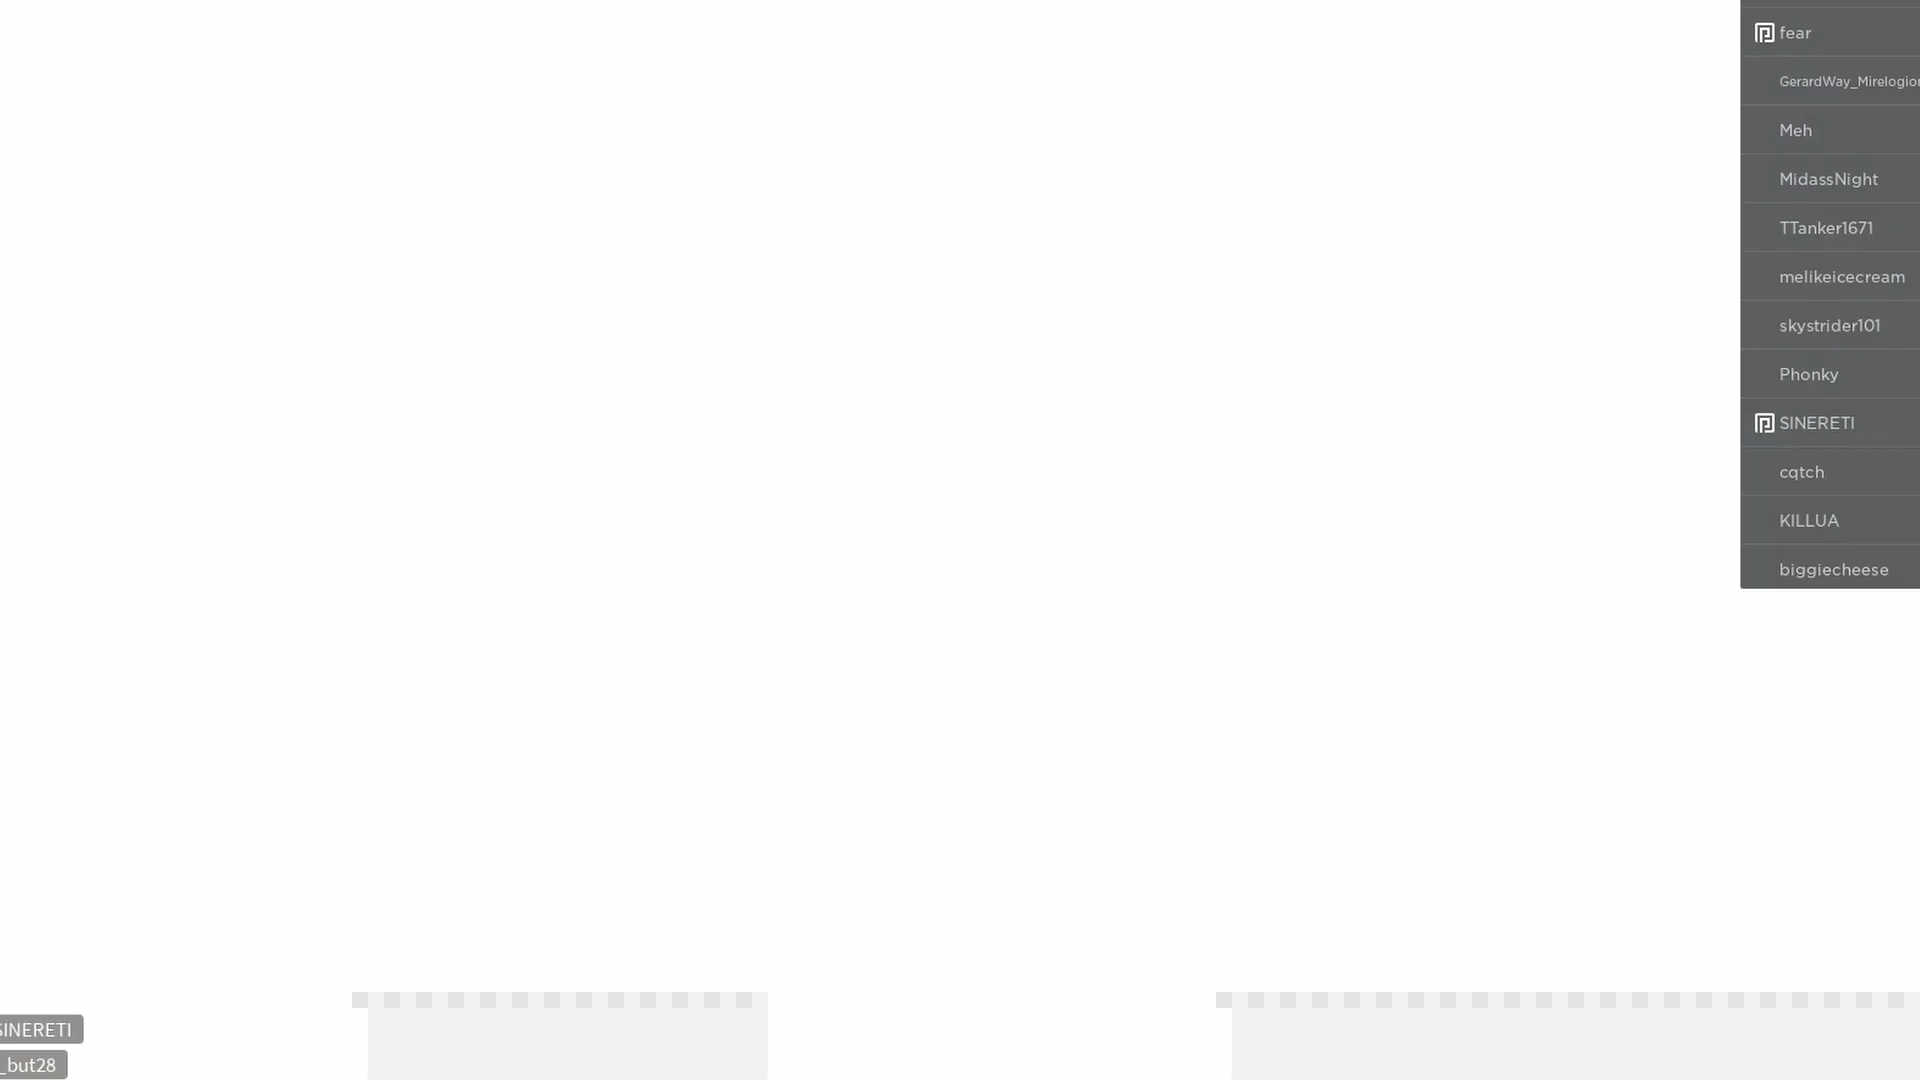 fear
GerardWay_Mirelogion
Meh
MidassNight
TTanker1671
melikeicecream
skystrider101
Phonky
SINERETI
cqtch
KILLUA
biggiecheese
SINERETI
_but28